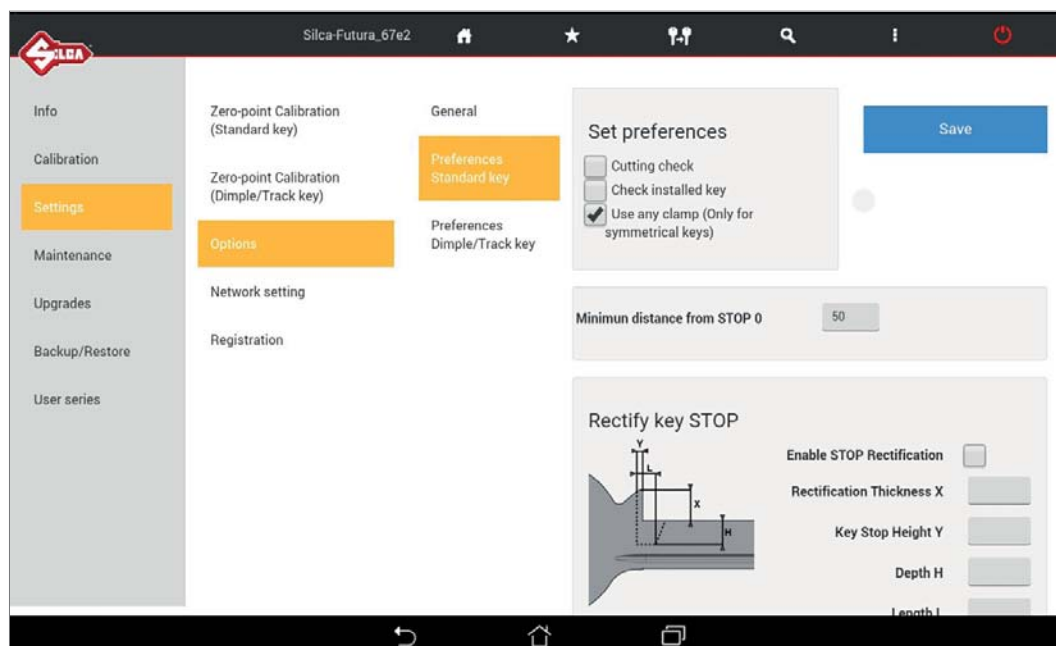 SILCA
Silca-Futura_67e2
Info
Calibration
Settings
Maintenance
Upgrades
Backup/Restore
User series
Zero-point Calibration
(Standard key)
Zero-point Calibration
(Dimple/Track key)
Options
Network setting
Registration
General
Preferences
Standard key
Preferences
Dimple/Track key
Set preferences
Cutting check
Check installed key
Use any clamp (Only for
symmetrical keys)
Save
Minimun distance from STOP 0
50
Rectify key STOP
Y
L
X
H
Enable STOP Rectification
Rectification Thickness X
Key Stop Height Y
Depth H
Length L